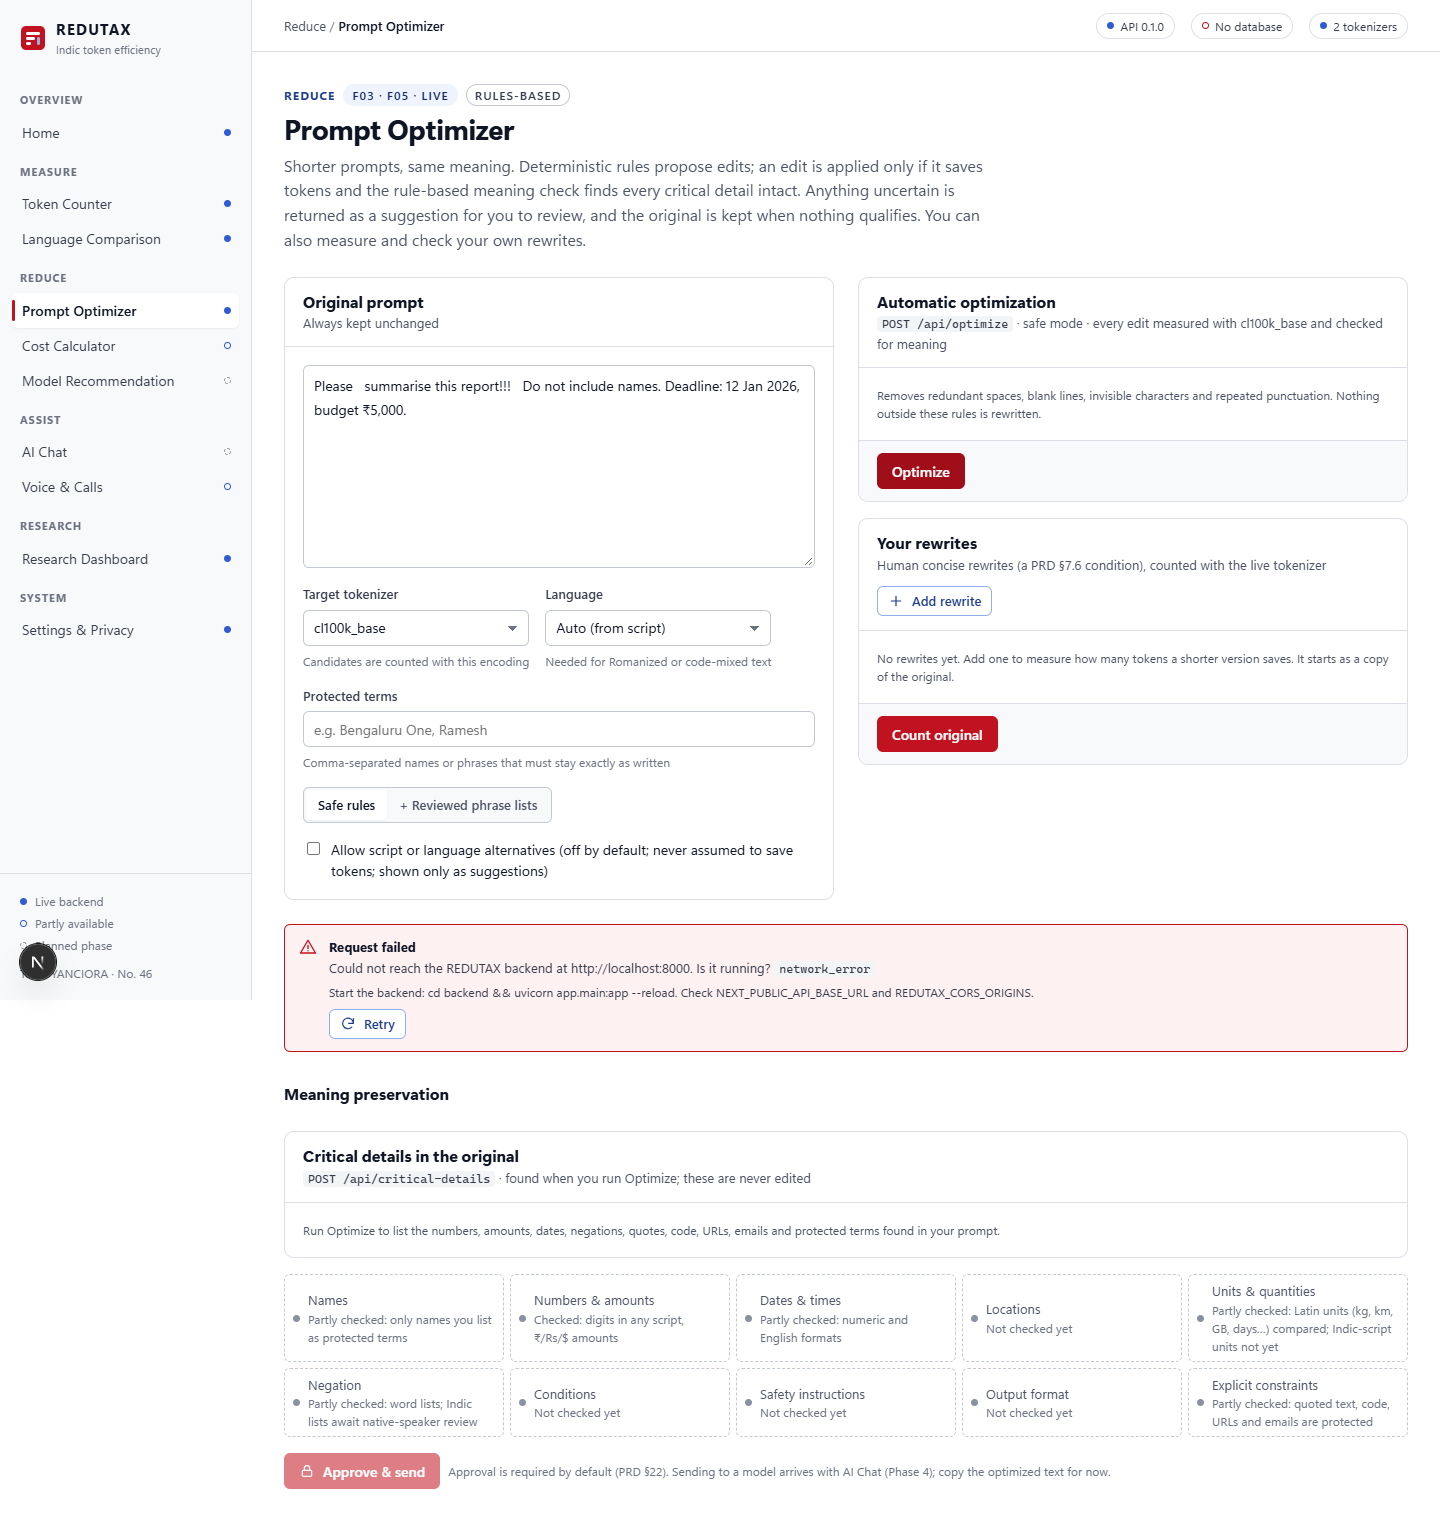 REDUTAX
Indic token efficiency
OVERVIEW
Home
MEASURE
Token Counter
Language Comparison
REDUCE
Prompt Optimizer
Cost Calculator
Model Recommendation
ASSIST
AI Chat
Voice & Calls
RESEARCH
Research Dashboard
SYSTEM
Settings & Privacy
Live backend
Partly available
nned phase
N
YANCIORA · No. 46
Reduce / Prompt Optimizer
API 0.1.0
No database
2 tokenizers
REDUCE F03 · F05 · LIVE RULES-BASED
Prompt Optimizer
Shorter prompts, same meaning. Deterministic rules propose edits; an edit is applied only if it saves
tokens and the rule-based meaning check finds every critical detail intact. Anything uncertain is
returned as a suggestion for you to review, and the original is kept when nothing qualifies. You can
also measure and check your own rewrites.
Original prompt
Always kept unchanged
Please   summarise this report!!!   Do not include names. Deadline: 12 Jan 2026,
budget ₹5,000.
Target tokenizer
cl100k_base
Candidates are counted with this encoding
Language
Auto (from script)
Needed for Romanized or code-mixed text
Protected terms
e.g. Bengaluru One, Ramesh
Comma-separated names or phrases that must stay exactly as written
Safe rules
+ Reviewed phrase lists
Allow script or language alternatives (off by default; never assumed to save
tokens; shown only as suggestions)
Automatic optimization
POST /api/optimize · safe mode · every edit measured with cl100k_base and checked
for meaning
Removes redundant spaces, blank lines, invisible characters and repeated punctuation. Nothing
outside these rules is rewritten.
Optimize
Your rewrites
Human concise rewrites (a PRD §7.6 condition), counted with the live tokenizer
+ Add rewrite
No rewrites yet. Add one to measure how many tokens a shorter version saves. It starts as a copy
of the original.
Count original
Request failed
Could not reach the REDUTAX backend at http://localhost:8000. Is it running? network_error
Start the backend: cd backend && uvicorn app.main:app --reload. Check NEXT_PUBLIC_API_BASE_URL and REDUTAX_CORS_ORIGINS.
Retry
Meaning preservation
Critical details in the original
POST /api/critical-details · found when you run Optimize; these are never edited
Run Optimize to list the numbers, amounts, dates, negations, quotes, code, URLs, emails and protected terms found in your prompt.
Names
Partly checked: only names you list
as protected terms
Numbers & amounts
Checked: digits in any script,
₹/Rs/$ amounts
Dates & times
Partly checked: numeric and
English formats
Locations
Not checked yet
Units & quantities
Partly checked: Latin units (kg, km,
GB, days…) compared; Indic-script
units not yet
Negation
Partly checked: word lists; Indic
lists await native-speaker review
Conditions
Not checked yet
Safety instructions
Not checked yet
Output format
Not checked yet
Explicit constraints
Partly checked: quoted text, code,
URLs and emails are protected
Approve & send
Approval is required by default (PRD §22). Sending to a model arrives with AI Chat (Phase 4); copy the optimized text for now.